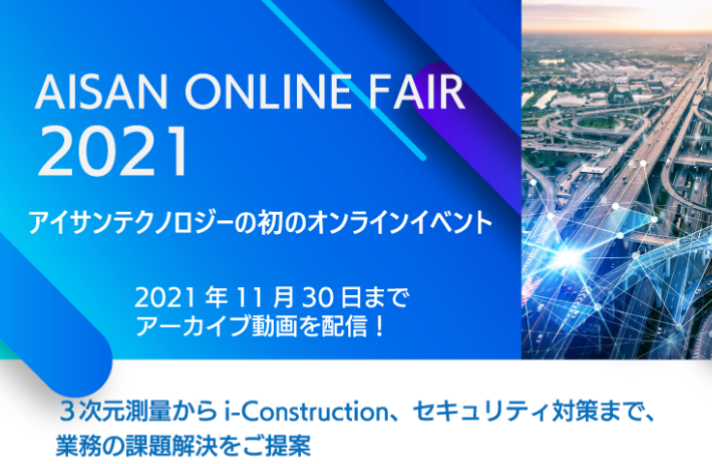 AISAN ONLINE FAIR
2021
アイサンテクノロジーの初のオンラインイベント
2021 年 11 月 30 日まで
アーカイブ動画を配信！
３次元測量から i-Construction、セキュリティ対策まで、
業務の課題解決をご提案